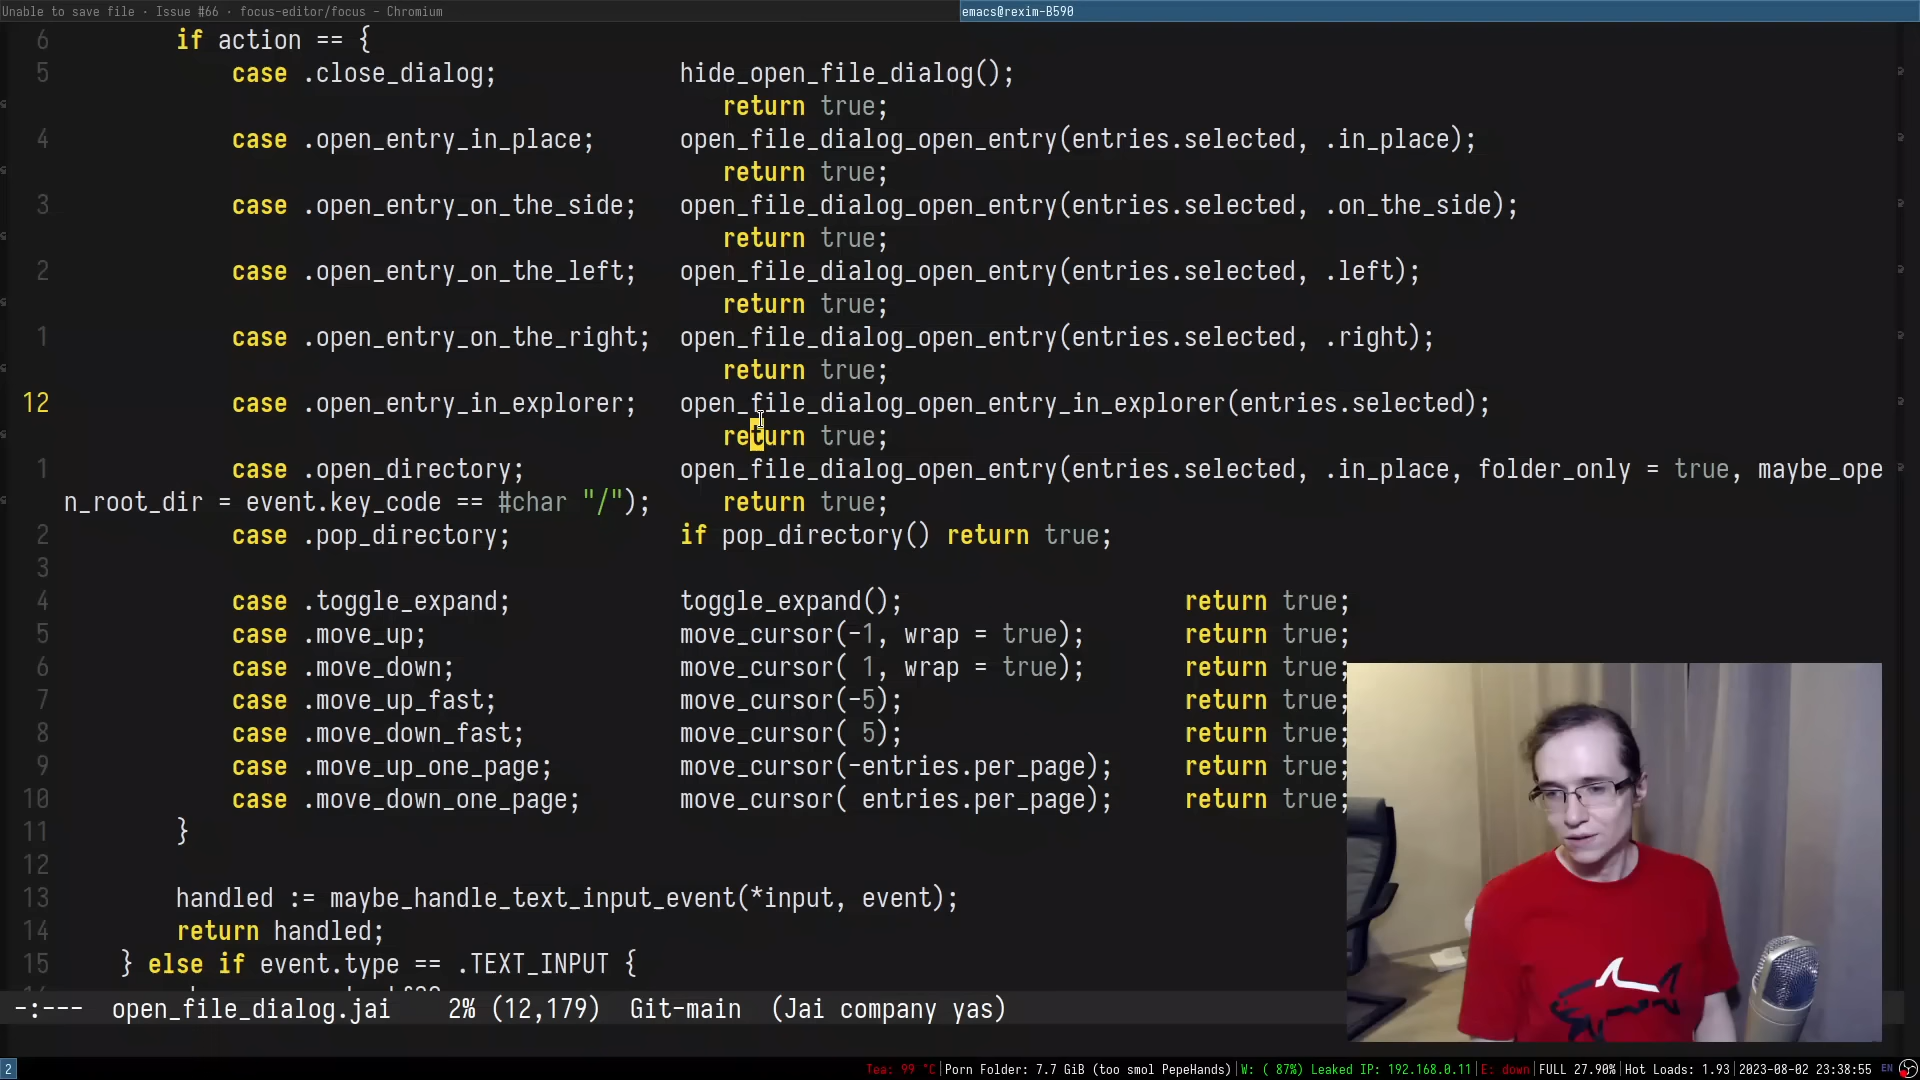 Unable to save file · Issue #66 · focus-editor/focus - Chromium emacs@rexim-B590
6 if action == {
5 case .close_dialog; hide_open_file_dialog();
return true;
4 case .open_entry_in_place; open_file_dialog_open_entry(entries.selected, .in_place);
return true;
3 case .open_entry_on_the_side; open_file_dialog_open_entry(entries.selected, .on_the_side);
return true;
2 case .open_entry_on_the_left; open_file_dialog_open_entry(entries.selected, .left);
return true;
1 case .open_entry_on_the_right; open_file_dialog_open_entry(entries.selected, .right);
return true;
12 case .open_entry_in_explorer; open_file_dialog_open_entry_in_explorer(entries.selected);
return true;
1 case .open_directory; open_file_dialog_open_entry(entries.selected, .in_place, folder_only = true, maybe_ope
n_root_dir = event.key_code == #char "/"); return true;
2 case .pop_directory; if pop_directory() return true;
3
4 case .toggle_expand; toggle_expand(); return true;
5 case .move_up; move_cursor(-1, wrap = true); return true;
6 case .move_down; move_cursor( 1, wrap = true); return true;
7 case .move_up_fast; move_cursor(-5); return true;
8 case .move_down_fast; move_cursor( 5); return true;
9 case .move_up_one_page; move_cursor(-entries.per_page); return true;
10 case .move_down_one_page; move_cursor( entries.per_page); return true;
11 }
12
13 handled := maybe_handle_text_input_event(*input, event);
14 return handled;
15 } else if event.type == .TEXT_INPUT {
-:--- open_file_dialog.jai 2% (12,179) Git-main (Jai company yas)
2 Tea: 99 °C|Porn Folder: 7.7 GiB (too smol PepeHands)|W: ( 87%) Leaked IP: 192.168.0.11|E: down|FULL 27.90%|Hot Loads: 1.93|2023-08-02 23:38:55 EN